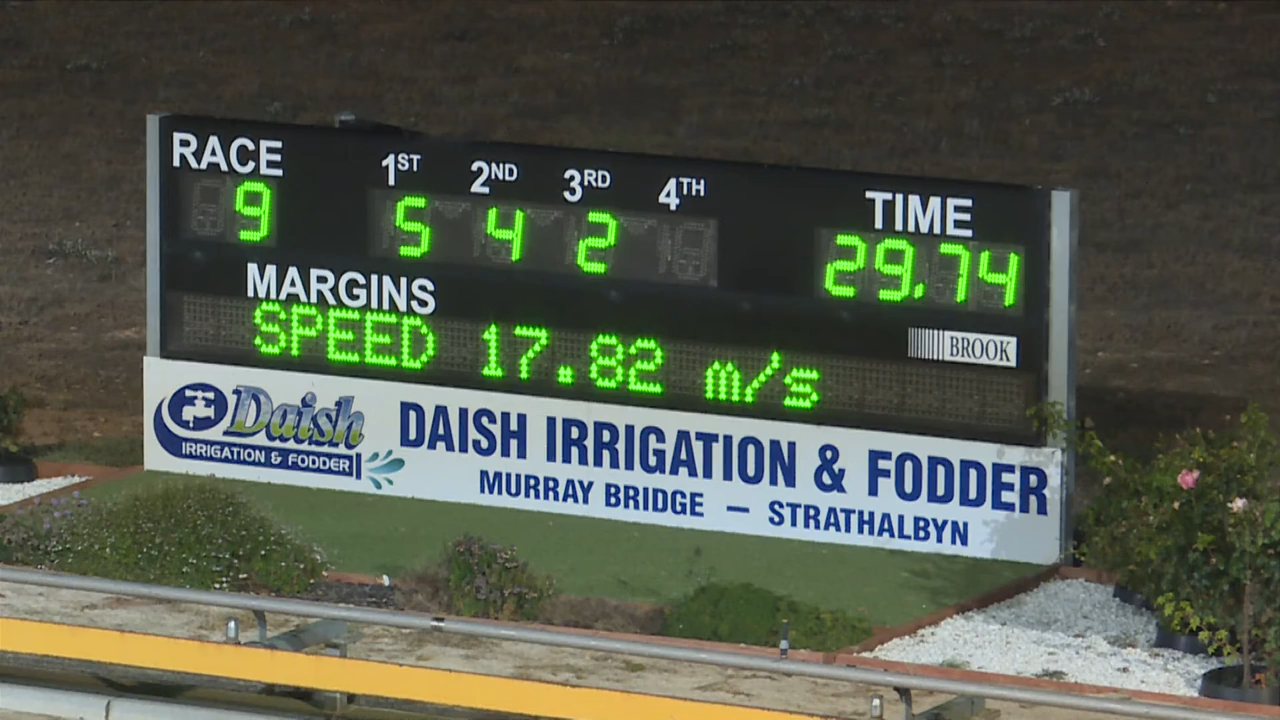 RACE 1ST 2ND 3RD 4TH TIME
9 5 4 2 29.74
MARGINS
SPEED 17.82 m/s
BROOK
Daish
IRRIGATION & FODDER
DAISH IRRIGATION & FODDER
MURRAY BRIDGE — STRATHALBYN